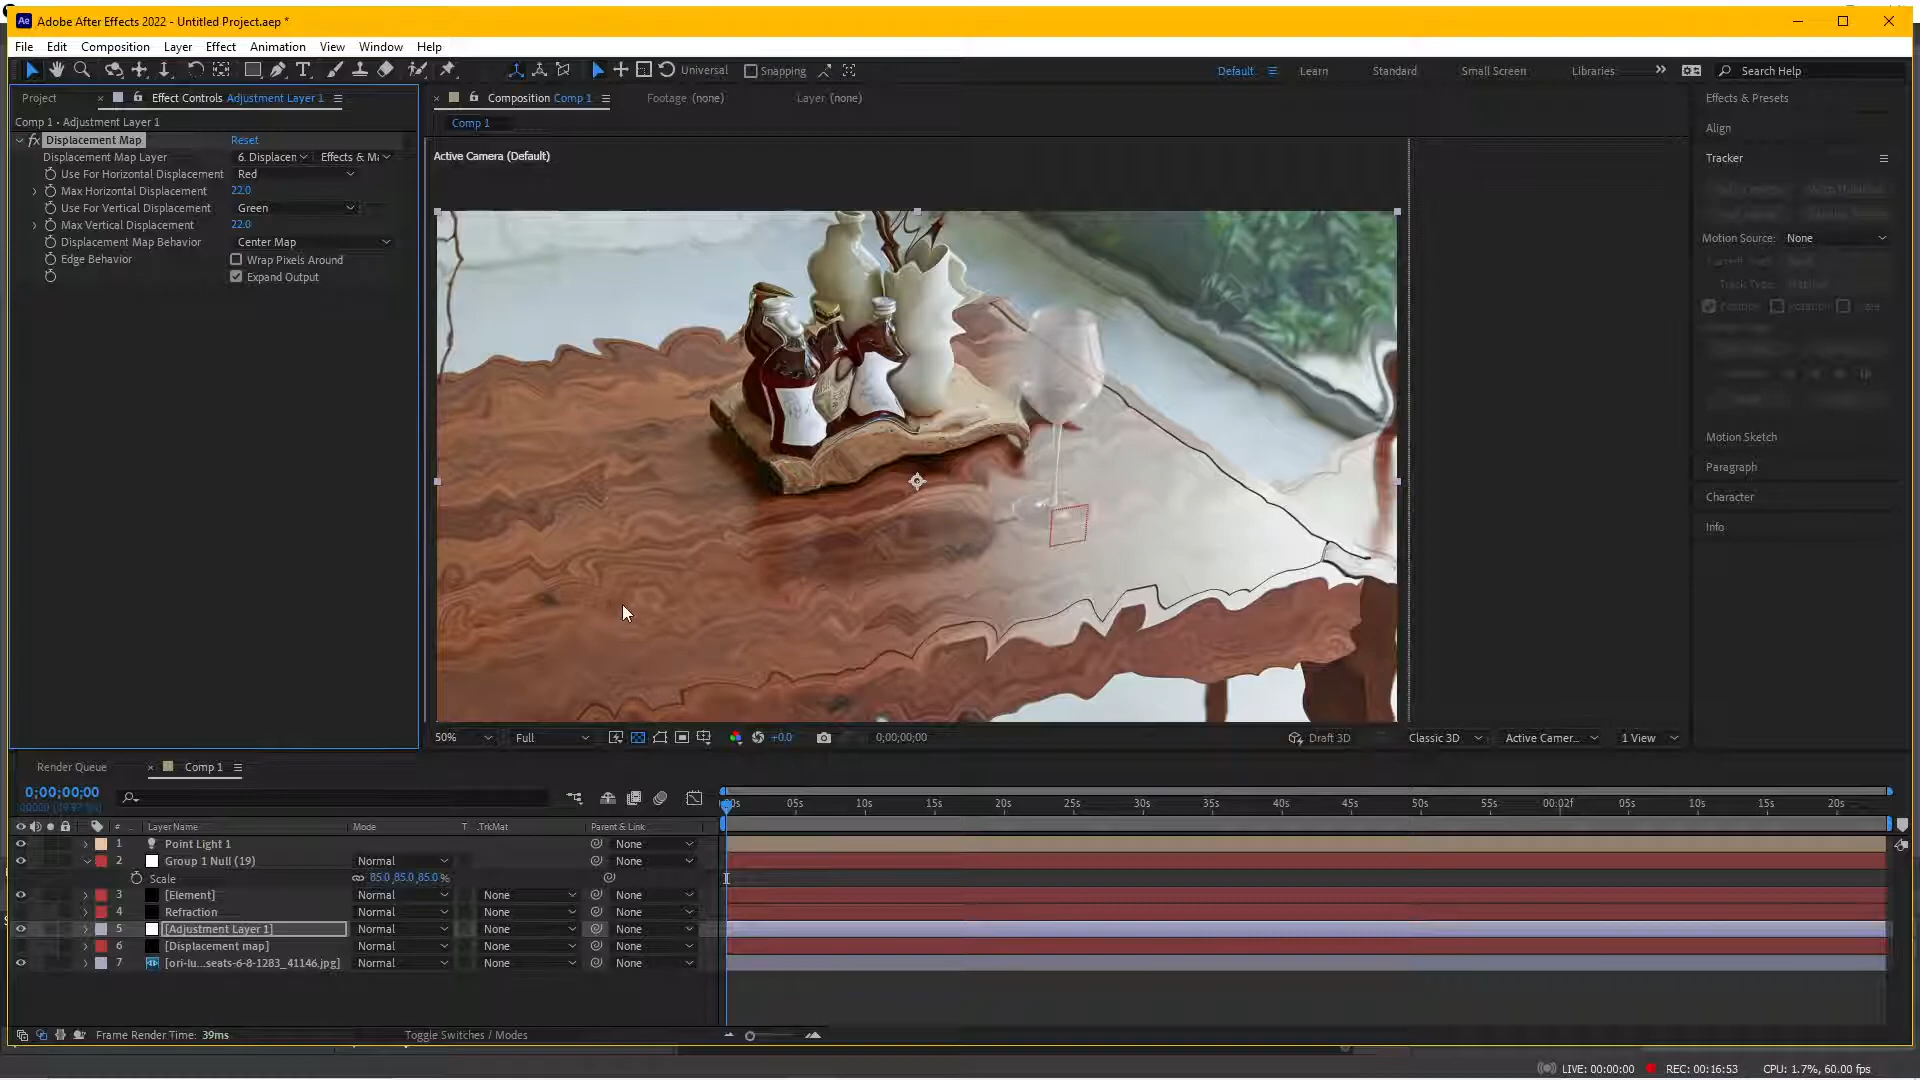 Adobe After Effects 2022 - Untitled Project.aep *
File Edit Composition Layer Effect Animation View Window Help
Universal Snapping Default Learn Standard Small Screen Libraries Search Help
Project Effect Controls Adjustment Layer 1
Comp 1 • Adjustment Layer 1
fx Displacement Map Reset
Displacement Map Layer 6. Displacen Effects & Ma
Use For Horizontal Displacement Red
Max Horizontal Displacement 22.0
Use For Vertical Displacement Green
Max Vertical Displacement 22.0
Displacement Map Behavior Center Map
Edge Behavior Wrap Pixels Around
Expand Output
Composition Comp 1 Footage (none) Layer (none)
Comp 1
Active Camera (Default)
50% Full +0.0 0;00;00;00 Draft 3D Classic 3D Active Camer... 1 View
Effects & Presets
Align
Tracker
Motion Source: None
Motion Sketch
Paragraph
Character
Info
Render Queue Comp 1
0;00;00;00
05s 10s 15s 20s 25s 30s 35s 40s 45s 50s 55s 00:02f 05s 10s 15s 20s
# Layer Name Mode T .TrkMat Parent & Link
1 Point Light 1 None
2 Group 1 Null (19) Normal None
Scale 85.0,85.0,85.0 %
3 [Element] Normal None None
4 Refraction Normal None None
5 [Adjustment Layer 1] Normal None None
6 [Displacement map] Normal None None
7 [ori-lu...seats-6-8-1283_41146.jpg] Normal None None
Frame Render Time: 39ms Toggle Switches / Modes
LIVE: 00:00:00 REC: 00:16:53 CPU: 1.7%, 60.00 fps